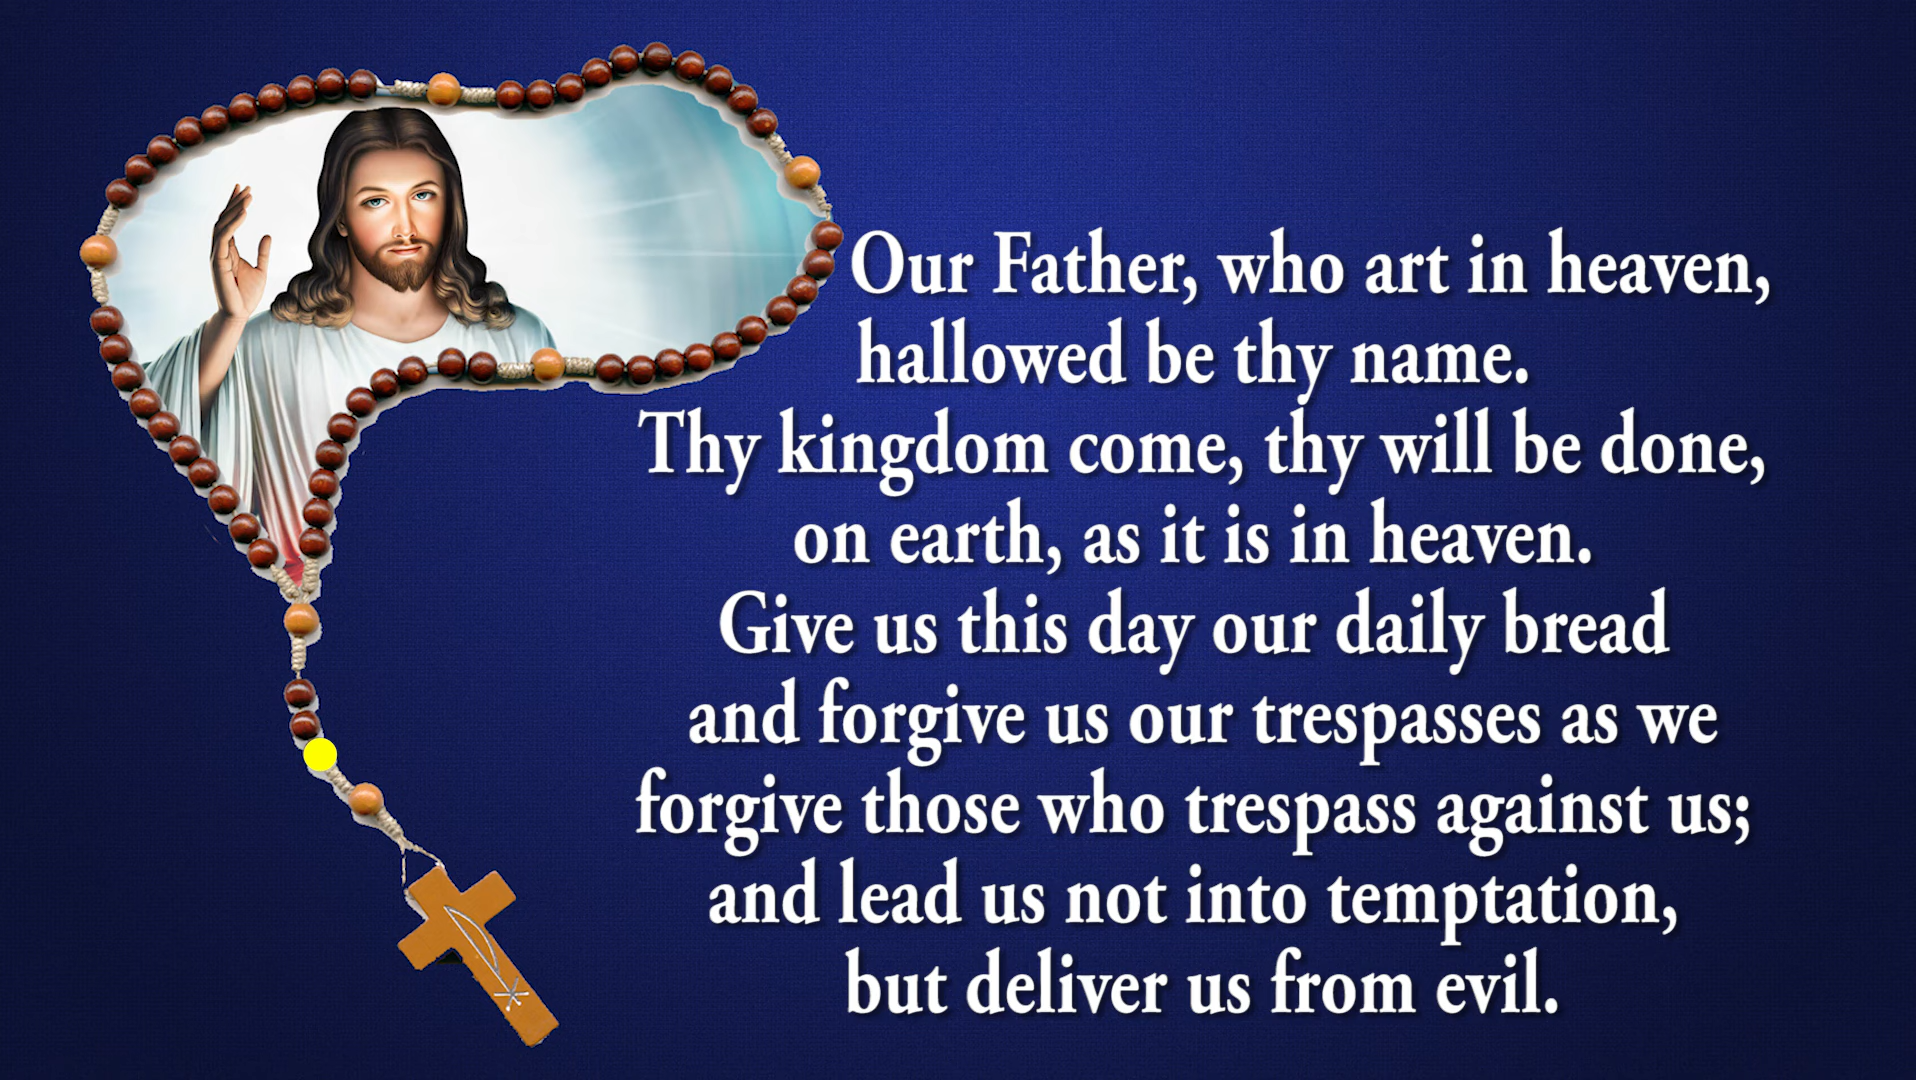 Our Father, who art in heaven,
hallowed be thy name.
Thy kingdom come, thy will be done,
on earth, as it is in heaven.
Give us this day our daily bread
and forgive us our trespasses as we
forgive those who trespass against us;
and lead us not into temptation,
but deliver us from evil.